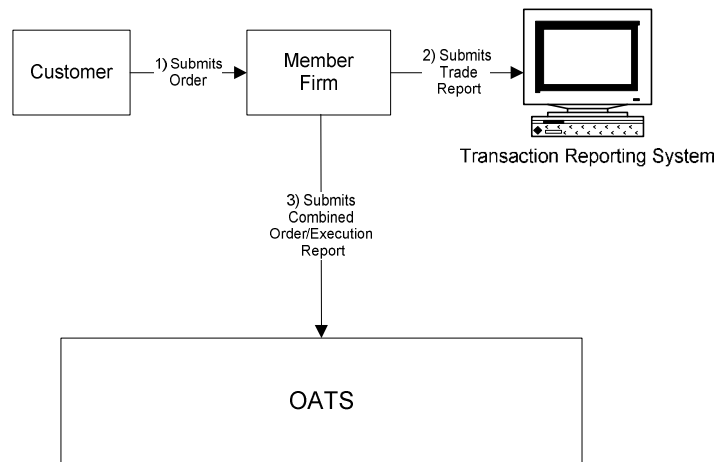 Customer
1) Submits
Order
Member
Firm
2) Submits
Trade
Report
Transaction Reporting System
3) Submits
Combined
Order/Execution
Report
OATS